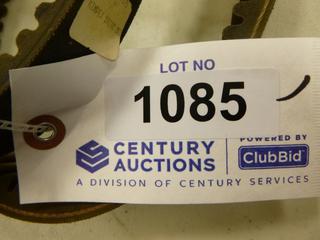 LOT NO
1085
CENTURY
AUCTIONS
POWERED BY
ClubBid
A DIVISION OF CENTURY SERVICES